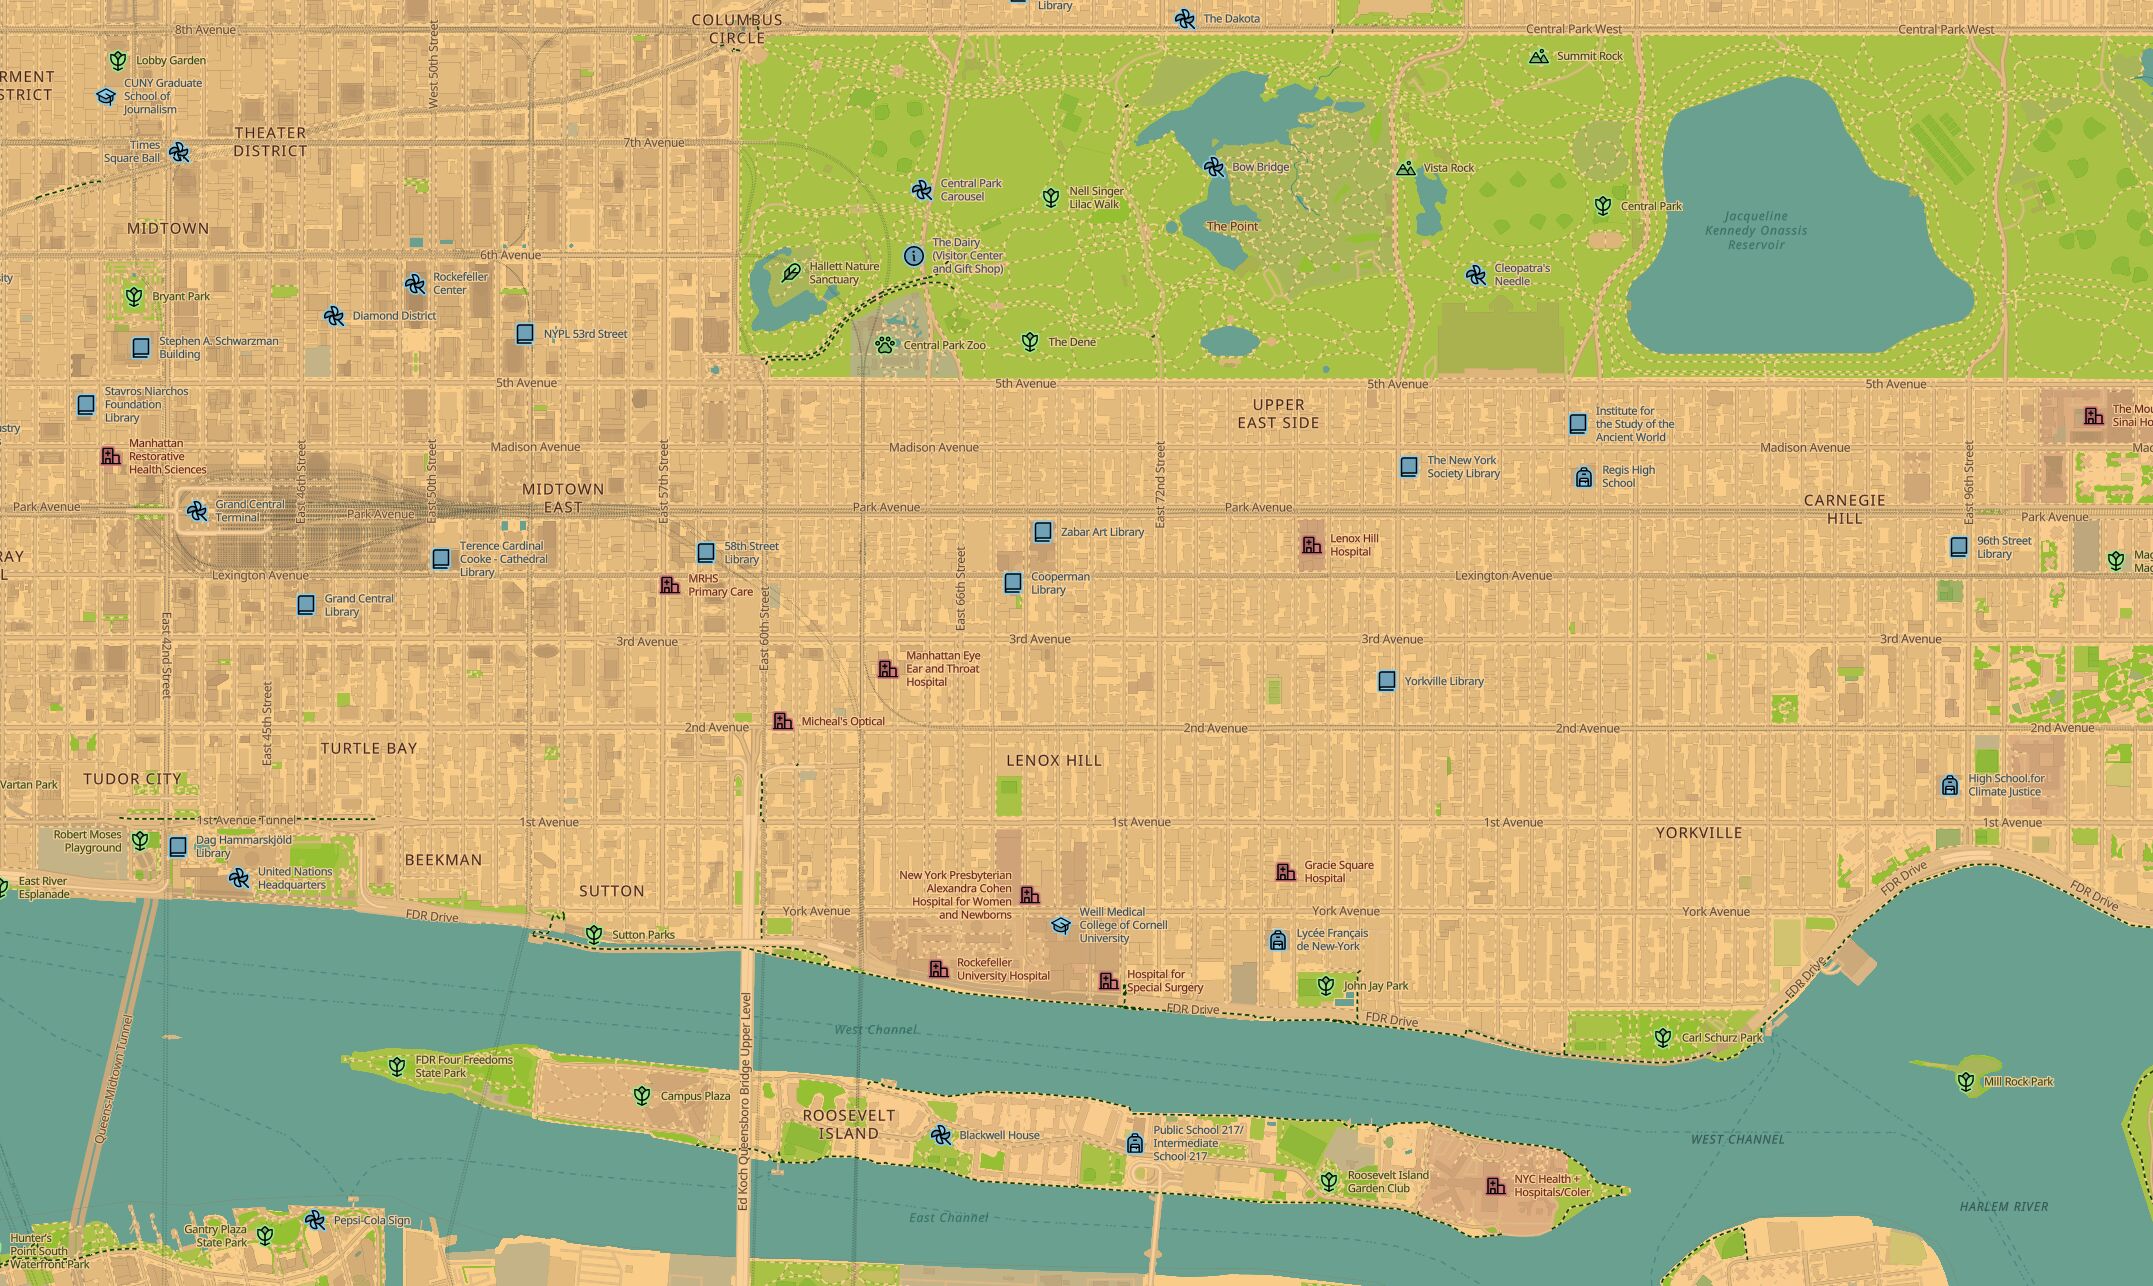 Library
The Dakota
COLUMBUS
CIRCLE
8th Avenue
Central Park West
Central Park West
West 50th Street
Lobby Garden
CUNY Graduate
School of
Journalism
THEATER
DISTRICT
Times
Square Ball
7th Avenue
Summit Rock
Central Park
Carousel
Nell Singer
Lilac Walk
Bow Bridge
Vista Rock
Central Park
The Point
Jacqueline
Kennedy Onassis
Reservoir
MIDTOWN
6th Avenue
The Dairy
(Visitor Center
and Gift Shop)
Hallett Nature
Sanctuary
Cleopatra's
Needle
Rockefeller
Center
Bryant Park
Diamond District
NYPL 53rd Street
Stephen A. Schwarzman
Building
Central Park Zoo
The Dene
5th Avenue
5th Avenue
5th Avenue
5th Avenue
Stavros Niarchos
Foundation
Library
UPPER
EAST SIDE
Institute for
the Study of the
Ancient World
Manhattan
Restorative
Health Sciences
Madison Avenue
Madison Avenue
Madison Avenue
The New York
Society Library
Regis High
School
East 46th Street
East 50th Street
East 57th Street
East 72nd Street
East 96th Street
MIDTOWN
EAST
CARNEGIE
HILL
Park Avenue
Grand Central
Terminal
Park Avenue
Park Avenue
Park Avenue
Park Avenue
Zabar Art Library
Lenox Hill
Hospital
96th Street
Library
Terence Cardinal
Cooke - Cathedral
Library
58th Street
Library
MRHS
Primary Care
Cooperman
Library
Lexington Avenue
Lexington Avenue
Grand Central
Library
East 42nd Street
East 60th Street
East 66th Street
3rd Avenue
3rd Avenue
3rd Avenue
3rd Avenue
Manhattan Eye
Ear and Throat
Hospital
Yorkville Library
East 45th Street
Micheal's Optical
2nd Avenue
2nd Avenue
2nd Avenue
2nd Avenue
TURTLE BAY
LENOX HILL
TUDOR CITY
Vartan Park
High School for
Climate Justice
1st Avenue Tunnel
1st Avenue
1st Avenue
1st Avenue
1st Avenue
Robert Moses
Playground
Dag Hammarskjöld
Library
YORKVILLE
BEEKMAN
United Nations
Headquarters
East River
Esplanade
SUTTON
Gracie Square
Hospital
New York Presbyterian
Alexandra Cohen
Hospital for Women
and Newborns
FDR Drive
FDR Drive
FDR Drive
York Avenue
York Avenue
York Avenue
Weill Medical
College of Cornell
University
Sutton Parks
Lycée Français
de New-York
Rockefeller
University Hospital
Hospital for
Special Surgery
John Jay Park
FDR Drive
FDR Drive
FDR Drive
West Channel
Carl Schurz Park
Queens-Midtown Tunnel
Ed Koch Queensboro Bridge Upper Level
FDR Four Freedoms
State Park
Campus Plaza
Mill Rock Park
ROOSEVELT
ISLAND
Blackwell House
Public School 217/
Intermediate
School 217
WEST CHANNEL
Roosevelt Island
Garden Club
NYC Health +
Hospitals/Coler
HARLEM RIVER
East Channel
Gantry Plaza
State Park
Pepsi-Cola Sign
Hunter's
Point South
Waterfront Park